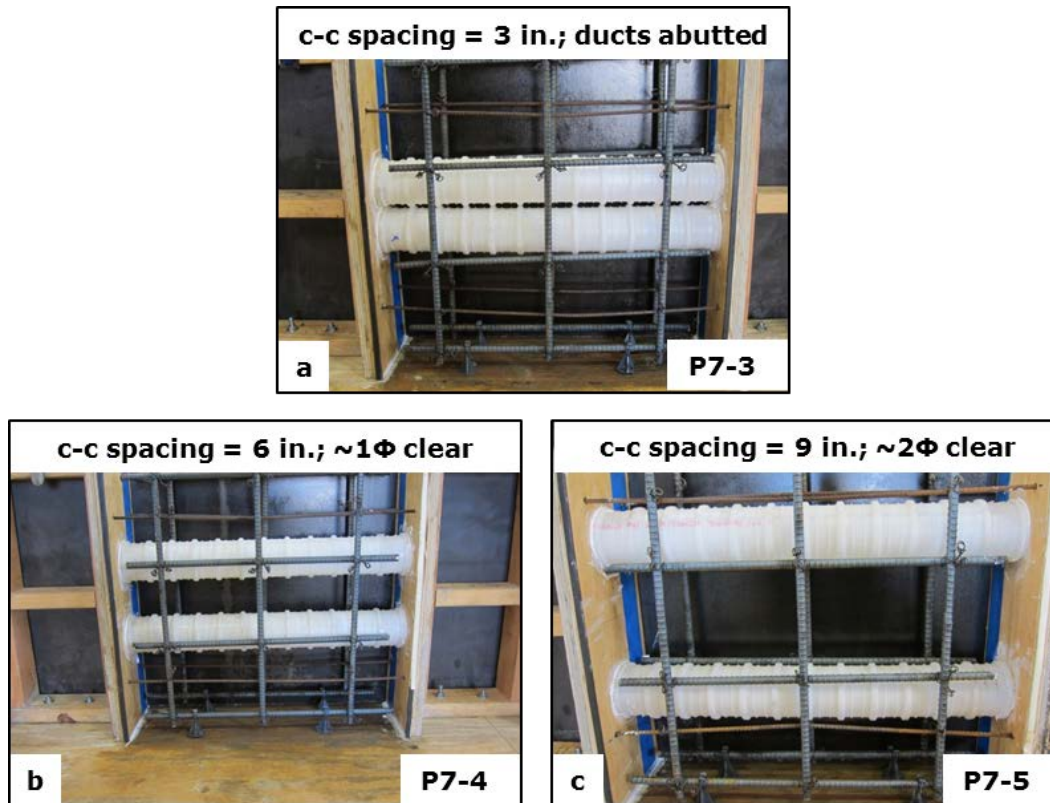 c-c spacing = 3 in.; ducts abutted
a
P7-3
c-c spacing = 6 in.; ~1Φ clear
b
P7-4
c-c spacing = 9 in.; ~2Φ clear
c
P7-5